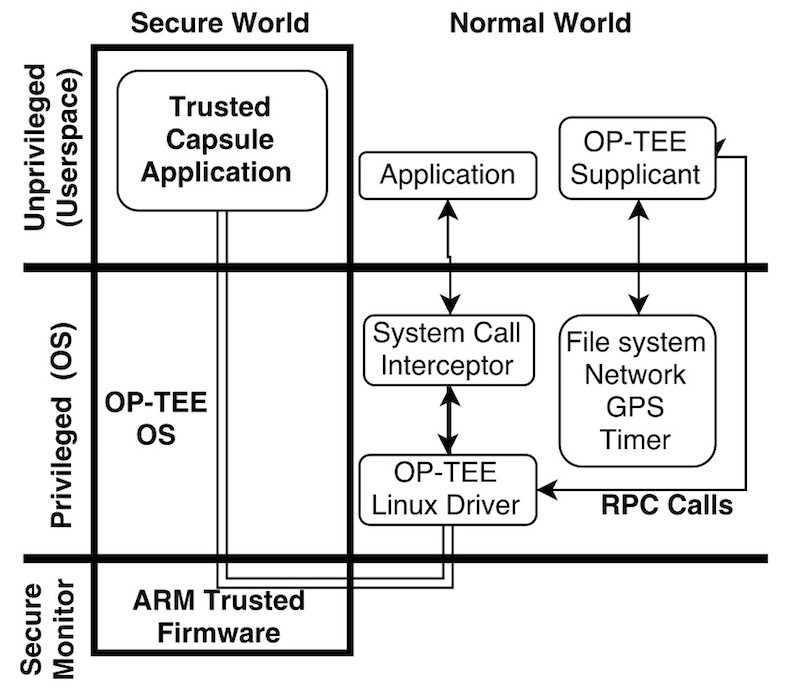 Secure World
Normal World
Unprivileged
(Userspace)
Trusted
Capsule
Application
Application
OP-TEE
Supplicant
Privileged (OS)
OP-TEE
OS
System Call
Interceptor
File system
Network
GPS
Timer
OP-TEE
Linux Driver
RPC Calls
Secure
Monitor
ARM Trusted
Firmware